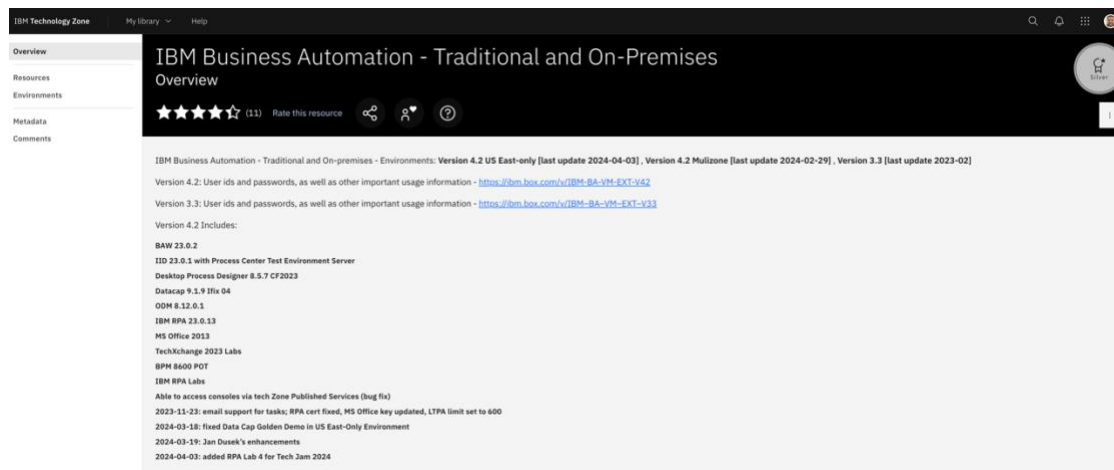 IBM Technology Zone
My library
Help
Overview
Resources
Environments
Metadata
Comments
IBM Business Automation - Traditional and On-Premises
Overview
(11) Rate this resource
Silver
IBM Business Automation - Traditional and On-premises - Environments: Version 4.2 US East-only [last update 2024-04-03] , Version 4.2 Mulizone [last update 2024-02-29] , Version 3.3 [last update 2023-02]
Version 4.2: User ids and passwords, as well as other important usage information - https://ibm.box.com/v/IBM-BA-VM-EXT-V42
Version 3.3: User ids and passwords, as well as other important usage information - https://ibm.box.com/v/IBM-BA-VM-EXT-V33
Version 4.2 Includes:
BAW 23.0.2
IID 23.0.1 with Process Center Test Environment Server
Desktop Process Designer 8.5.7 CF2023
Datacap 9.1.9 Ifix 04
ODM 8.12.0.1
IBM RPA 23.0.13
MS Office 2013
TechXchange 2023 Labs
BPM 8600 POT
IBM RPA Labs
Able to access consoles via tech Zone Published Services (bug fix)
2023-11-23: email support for tasks; RPA cert fixed, MS Office key updated, LTPA limit set to 600
2024-03-18: fixed Data Cap Golden Demo in US East-Only Environment
2024-03-19: Jan Dusek's enhancements
2024-04-03: added RPA Lab 4 for Tech Jam 2024